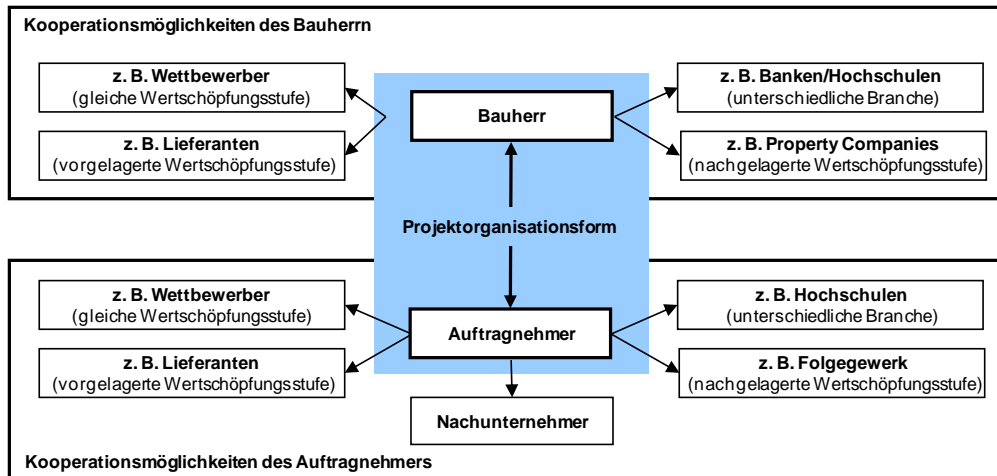 Kooperationsmöglichkeiten des Bauherrn
z. B. Wettbewerber
(gleiche Wertschöpfungsstufe)
z. B. Lieferanten
(vorgelagerte Wertschöpfungsstufe)
Bauherr
z. B. Banken/Hochschulen
(unterschiedliche Branche)
z. B. Property Companies
(nachgelagerte Wertschöpfungsstufe)
Projektorganisationsform
z. B. Wettbewerber
(gleiche Wertschöpfungsstufe)
z. B. Lieferanten
(vorgelagerte Wertschöpfungsstufe)
Auftragnehmer
z. B. Hochschulen
(unterschiedliche Branche)
z. B. Folgegewerk
(nachgelagerte Wertschöpfungsstufe)
Nachunternehmer
Kooperationsmöglichkeiten des Auftragnehmers